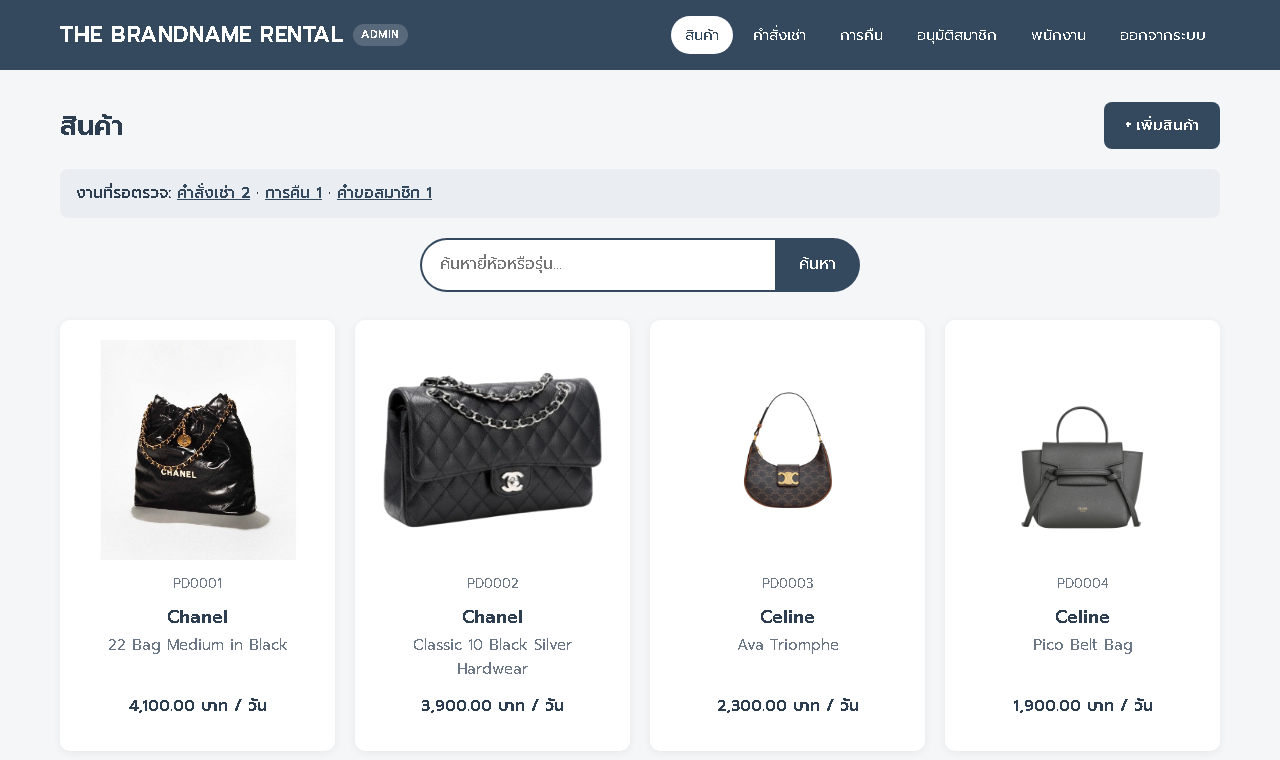 THE BRANDNAME RENTAL ADMIN สินค้า คำสั่งเช่า การคืน อนุมัติสมาชิก พนักงาน ออกจากระบบ
สินค้า
+ เพิ่มสินค้า
งานที่รอตรวจ: คำสั่งเช่า 2 · การคืน 1 · คำขอสมาชิก 1
ค้นหายี่ห้อหรือรุ่น... ค้นหา
CHANEL
PD0001
Chanel
22 Bag Medium in Black
4,100.00 บาท / วัน
PD0002
Chanel
Classic 10 Black Silver
Hardwear
3,900.00 บาท / วัน
PD0003
Celine
Ava Triomphe
2,300.00 บาท / วัน
PD0004
Celine
Pico Belt Bag
1,900.00 บาท / วัน